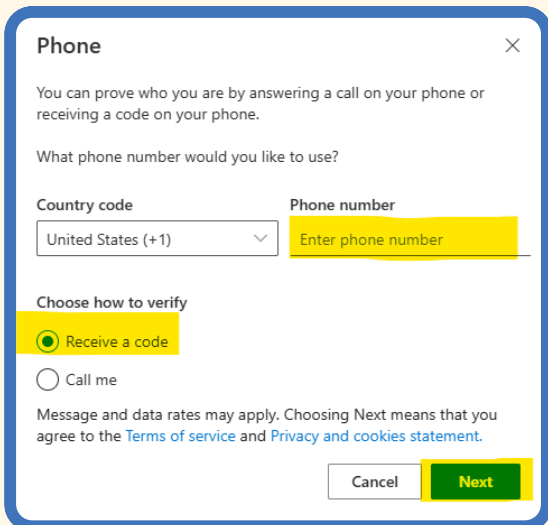 Phone
You can prove who you are by answering a call on your phone or
receiving a code on your phone.
What phone number would you like to use?
Country code
Phone number
United States (+1)
Enter phone number
Choose how to verify
Receive a code
Call me
Message and data rates may apply. Choosing Next means that you
agree to the Terms of service and Privacy and cookies statement.
Cancel
Next